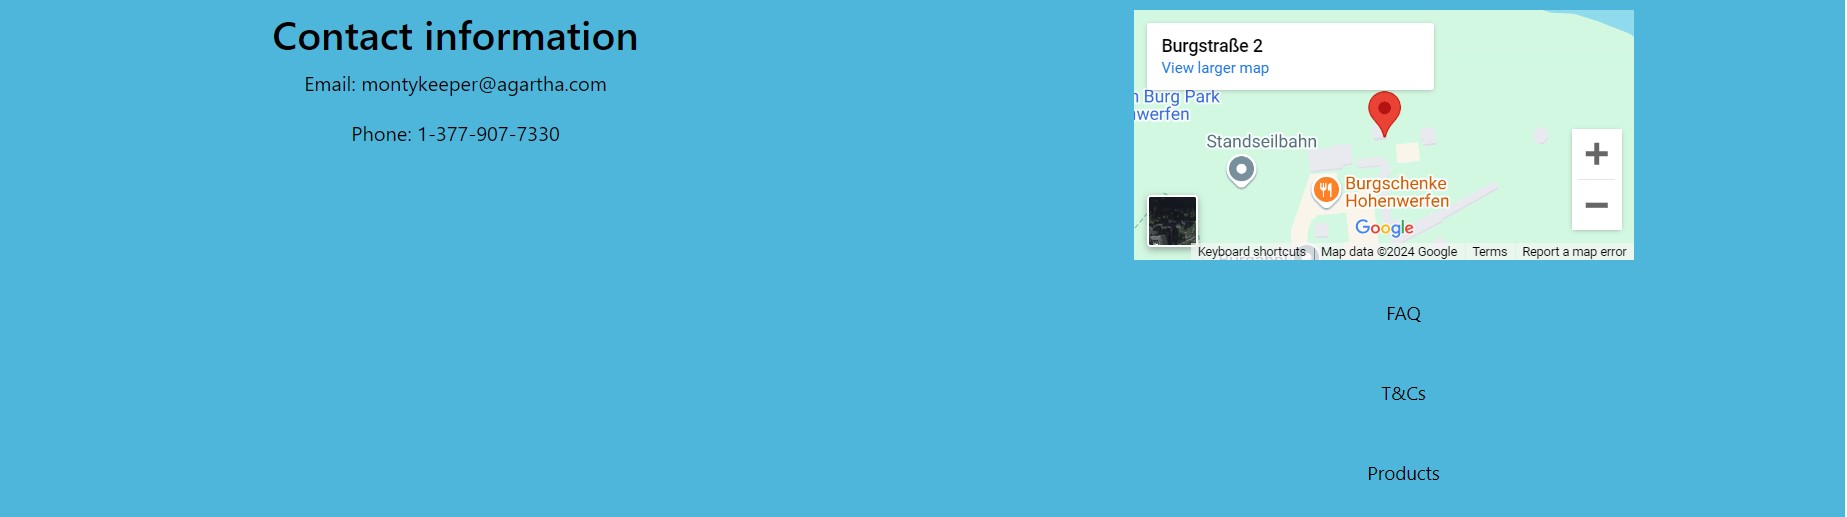 Contact information
Email: montykeeper@agartha.com
Phone: 1-377-907-7330
Burgstraße 2
View larger map
n Burg Park
nwerfen
Standseilbahn
Burgschenke
Hohenwerfen
Google
Keyboard shortcuts
Map data ©2024 Google
Terms
Report a map error
FAQ
T&Cs
Products